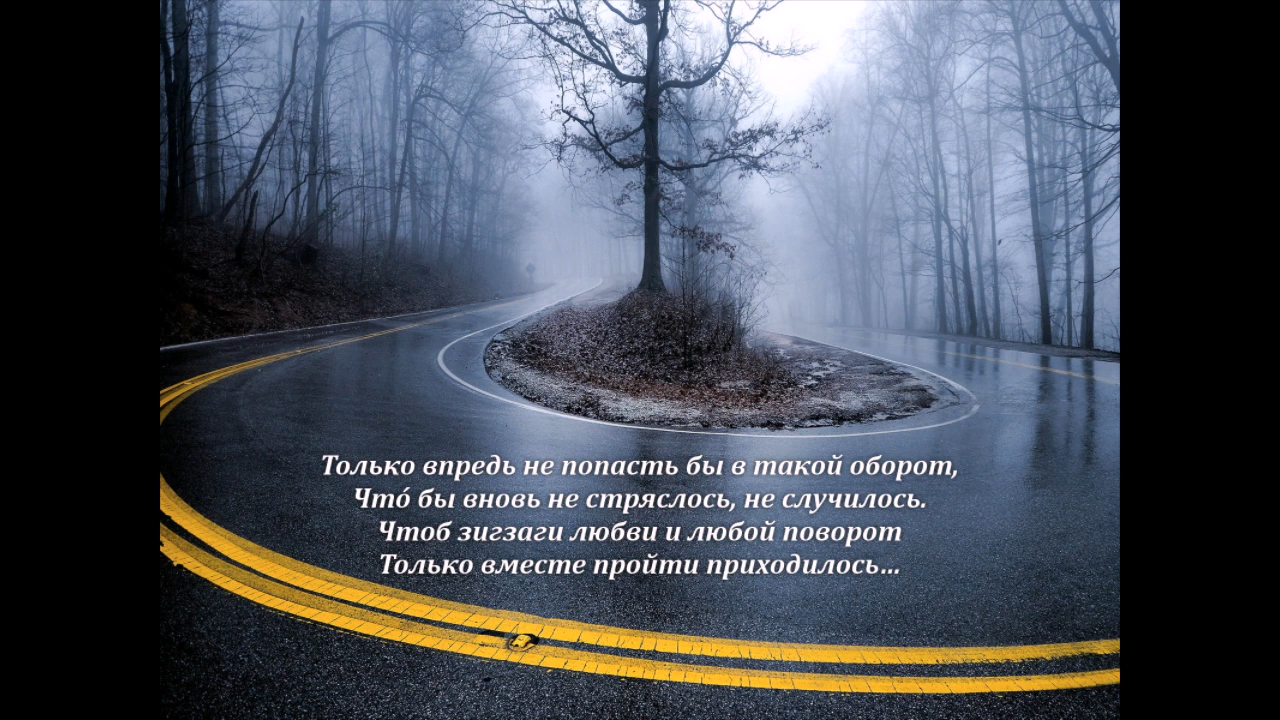 Только впредь не попасть бы в такой оборот,
Что́ бы вновь не стряслось, не случилось.
Чтоб зигзаги любви и любой поворот
Только вместе пройти приходилось...